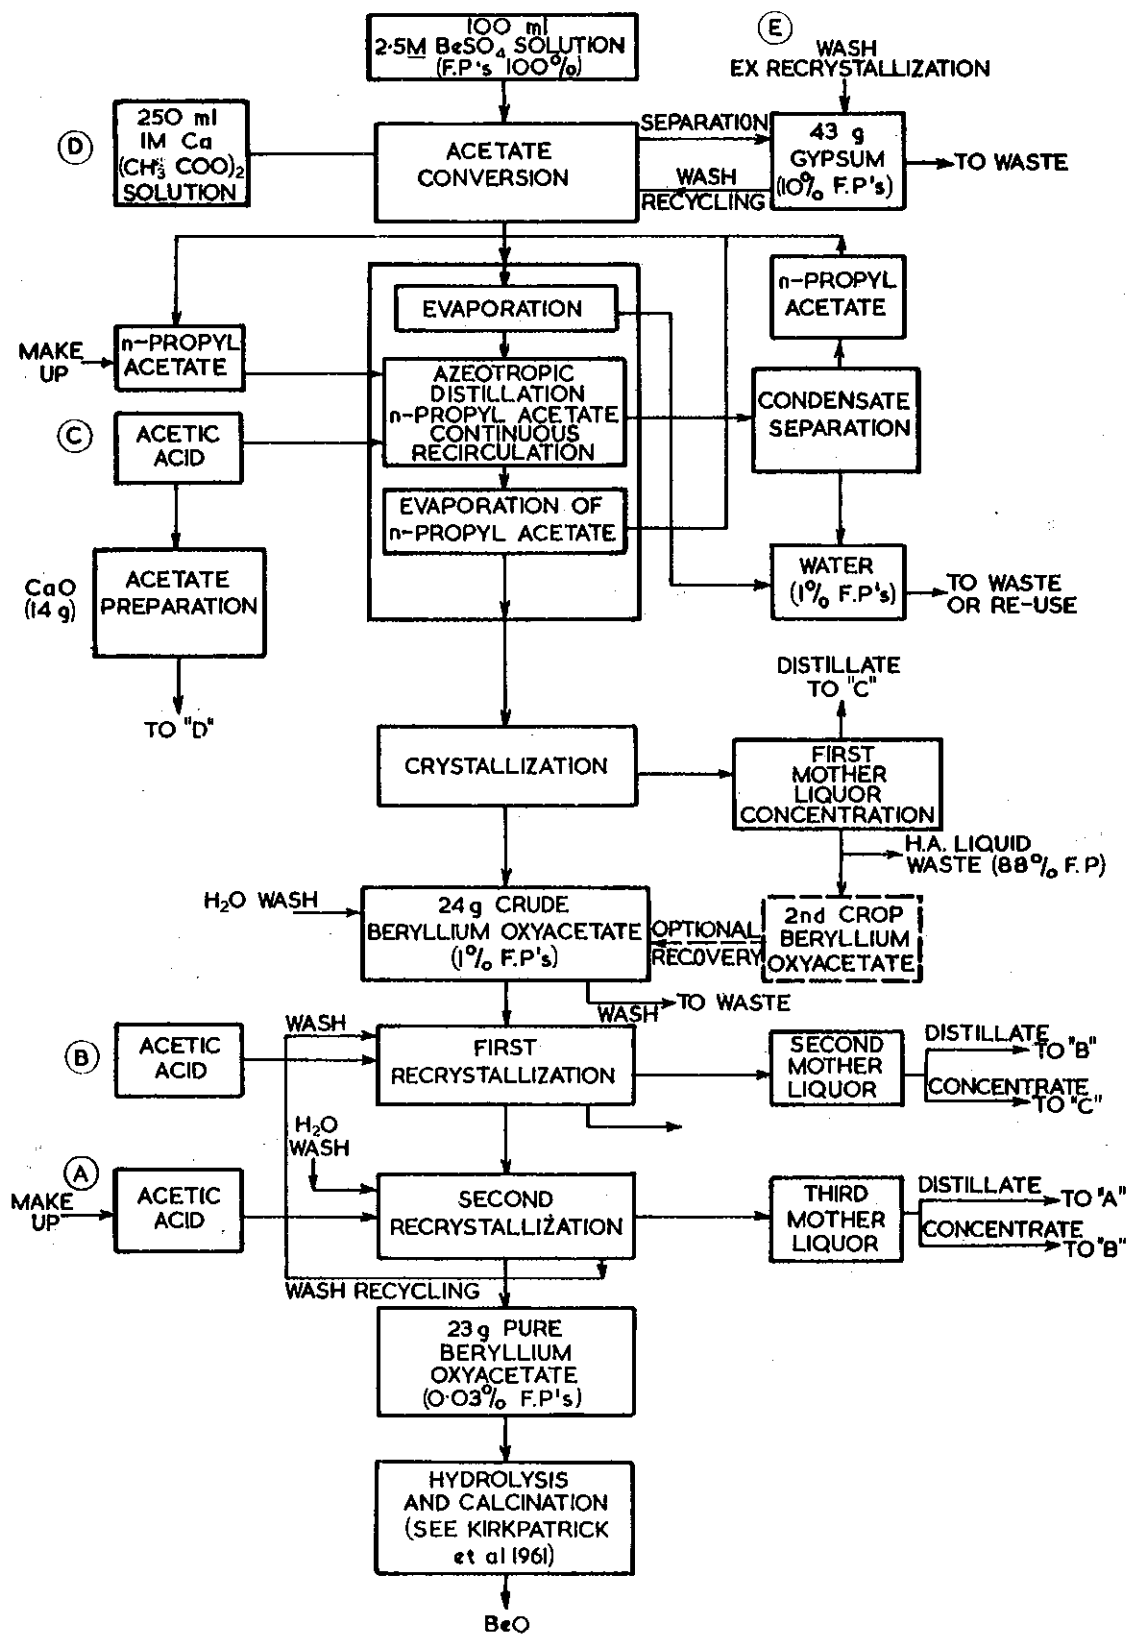 100 ml
2·5M BeSO₄ SOLUTION
(F.P's 100%)
E
WASH
EX RECRYSTALLIZATION
D
250 ml
1M Ca
(CH₃ COO)₂
SOLUTION
ACETATE
CONVERSION
SEPARATION
WASH
RECYCLING
43 g
GYPSUM
(10% F.P's)
TO WASTE
EVAPORATION
n-PROPYL
ACETATE
MAKE
UP
n-PROPYL
ACETATE
AZEOTROPIC
DISTILLATION
n-PROPYL ACETATE
CONTINUOUS
RECIRCULATION
CONDENSATE
SEPARATION
C
ACETIC
ACID
EVAPORATION OF
n-PROPYL ACETATE
CaO
(14 g)
ACETATE
PREPARATION
WATER
(1% F.P's)
TO WASTE
OR RE-USE
TO "D"
DISTILLATE
TO "C"
CRYSTALLIZATION
FIRST
MOTHER
LIQUOR
CONCENTRATION
H.A. LIQUID
WASTE (88% F.P)
H₂O WASH
24g CRUDE
BERYLLIUM OXYACETATE
(1% F.P's)
OPTIONAL
RECOVERY
2nd CROP
BERYLLIUM
OXYACETATE
WASH
TO WASTE
B
ACETIC
ACID
WASH
FIRST
RECRYSTALLIZATION
SECOND
MOTHER
LIQUOR
DISTILLATE
TO "B"
CONCENTRATE
TO "C"
H₂O
WASH
A
MAKE
UP
ACETIC
ACID
SECOND
RECRYSTALLIZATION
THIRD
MOTHER
LIQUOR
DISTILLATE
TO "A"
CONCENTRATE
TO "B"
WASH RECYCLING
23g PURE
BERYLLIUM
OXYACETATE
(0·03% F.P's)
HYDROLYSIS
AND CALCINATION
(SEE KIRKPATRICK
et al 1961)
BeO